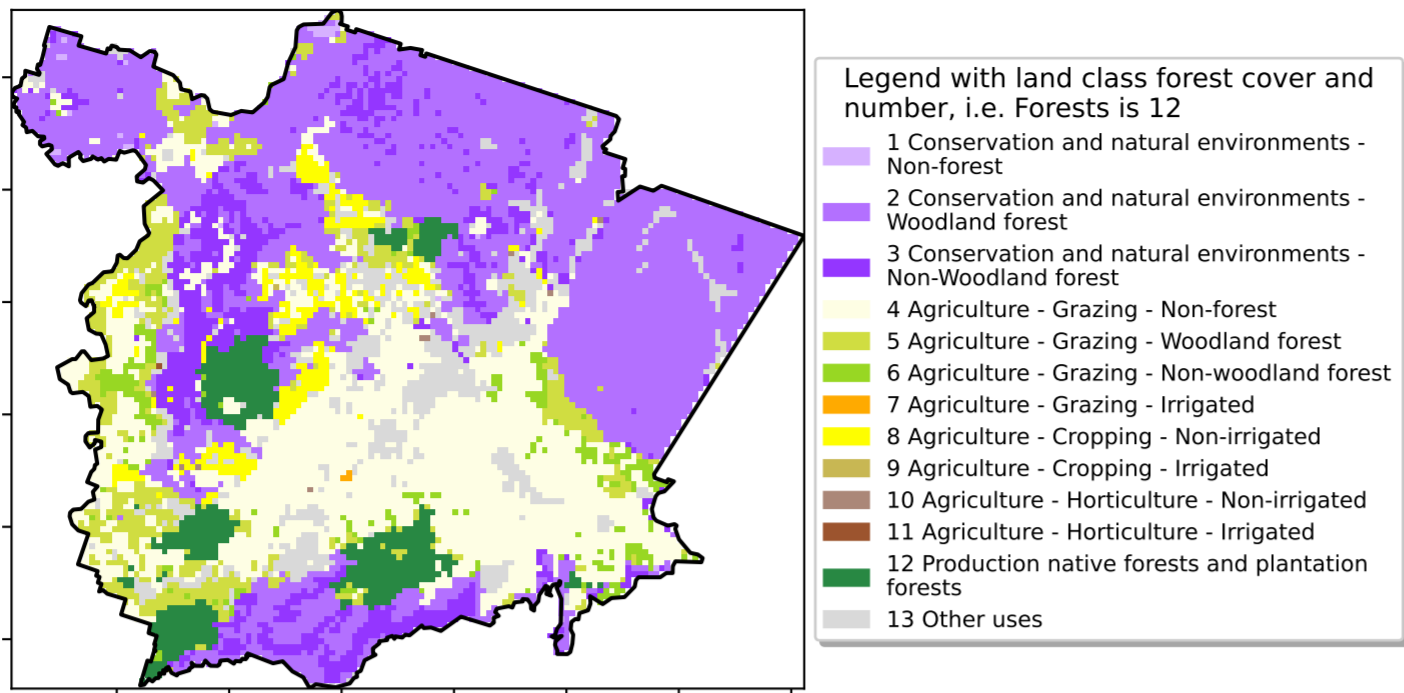 Legend with land class forest cover and
number, i.e. Forests is 12
1 Conservation and natural environments -
Non-forest
2 Conservation and natural environments -
Woodland forest
3 Conservation and natural environments -
Non-Woodland forest
4 Agriculture - Grazing - Non-forest
5 Agriculture - Grazing - Woodland forest
6 Agriculture - Grazing - Non-woodland forest
7 Agriculture - Grazing - Irrigated
8 Agriculture - Cropping - Non-irrigated
9 Agriculture - Cropping - Irrigated
10 Agriculture - Horticulture - Non-irrigated
11 Agriculture - Horticulture - Irrigated
12 Production native forests and plantation
forests
13 Other uses